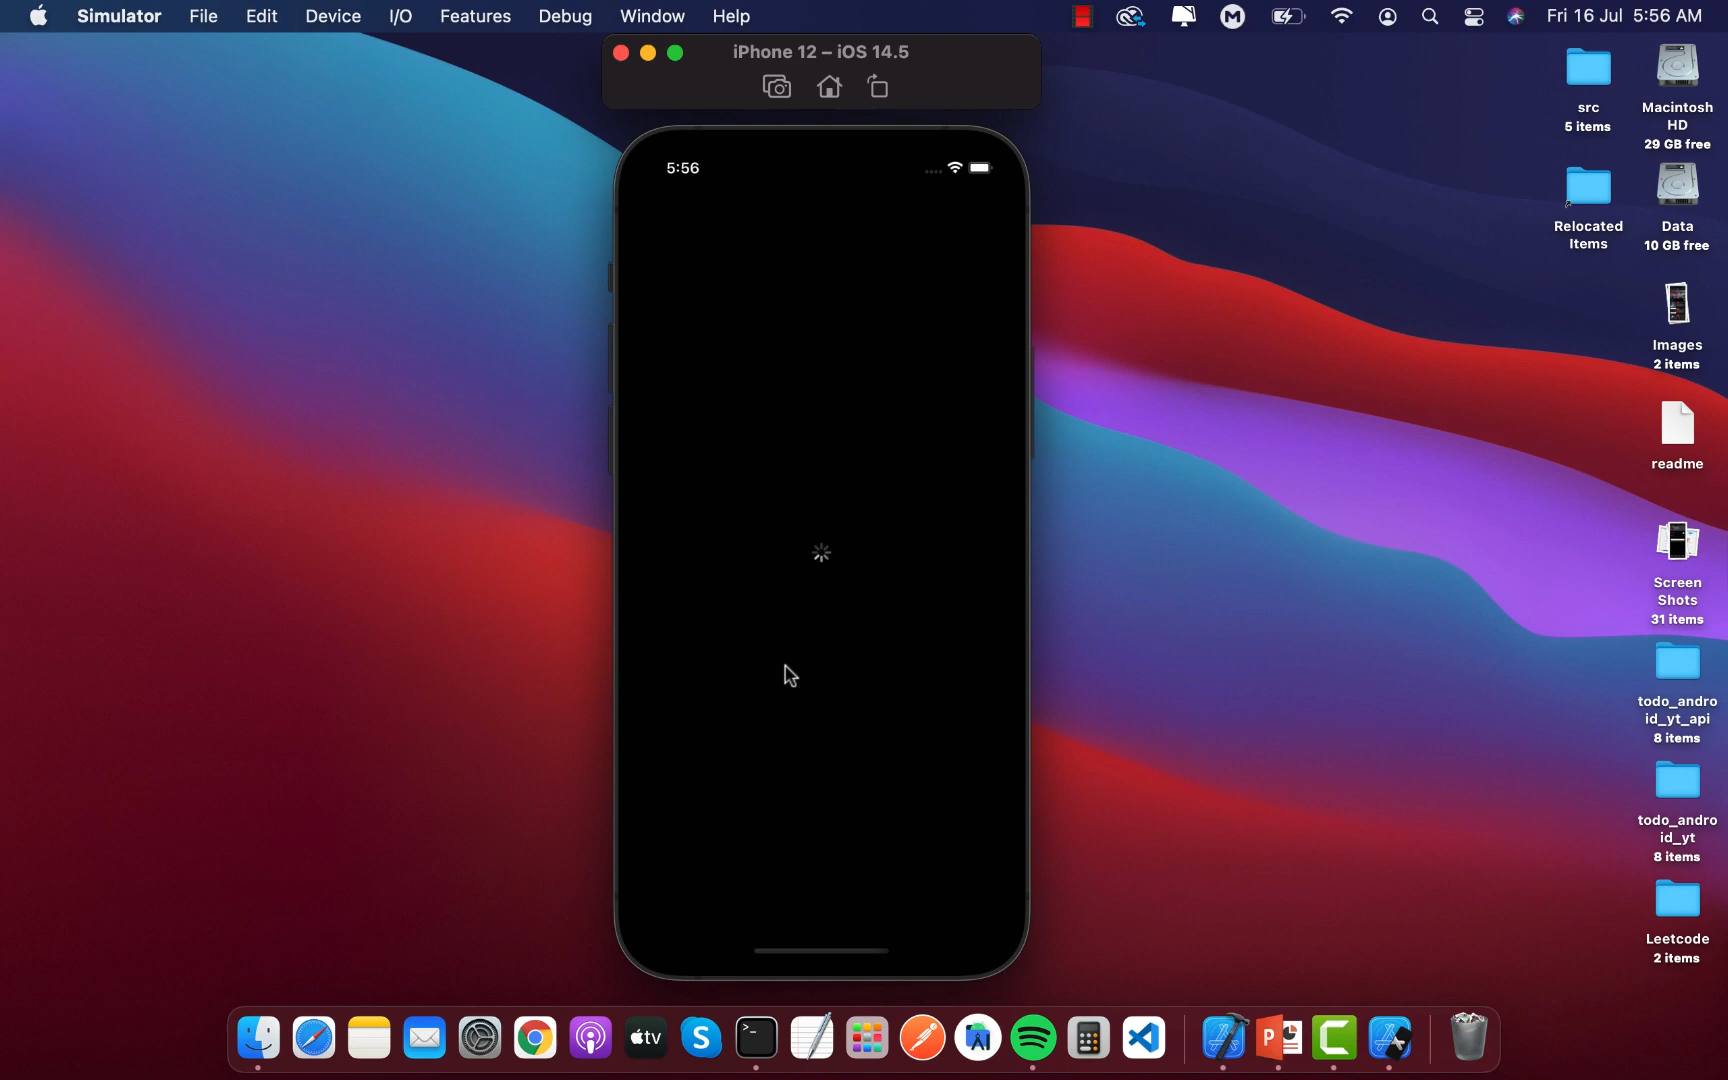 Simulator File Edit Device I/O Features Debug Window Help
Fri 16 Jul 5:56 AM
iPhone 12 – iOS 14.5
5:56
src
5 items
Macintosh
HD
29 GB free
Relocated
Items
Data
10 GB free
Images
2 items
readme
Screen
Shots
31 items
todo_andro
id_yt_api
8 items
todo_andro
id_yt
8 items
Leetcode
2 items
tv